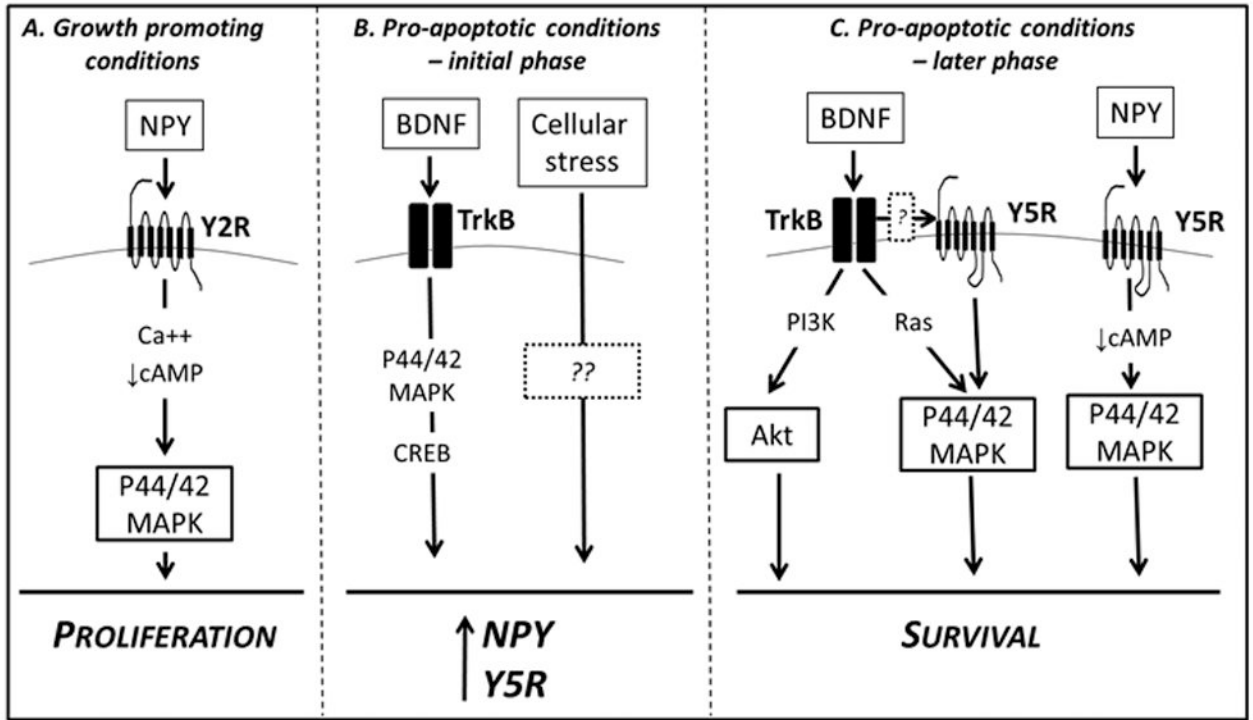 A. Growth promoting
conditions
NPY
Y2R
Ca++
↓cAMP
P44/42
MAPK
PROLIFERATION
B. Pro-apoptotic conditions
– initial phase
BDNF
Cellular
stress
TrkB
P44/42
MAPK
??
CREB
↑ NPY
Y5R
C. Pro-apoptotic conditions
– later phase
BDNF
NPY
TrkB
?
Y5R
Y5R
PI3K
Ras
↓cAMP
Akt
P44/42
MAPK
P44/42
MAPK
SURVIVAL